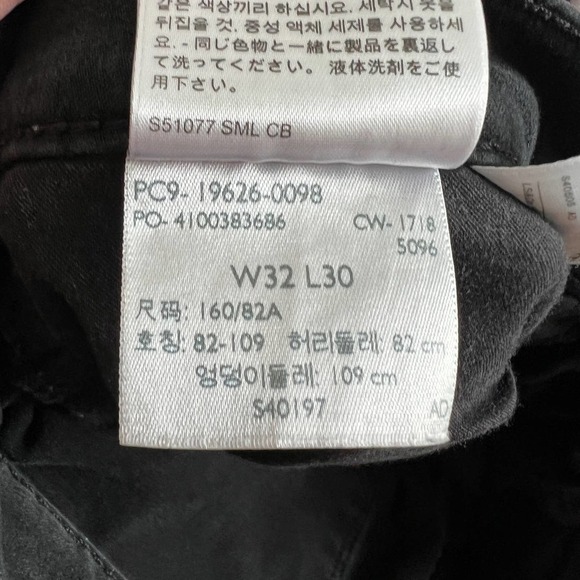 같은 색상끼리 하십시오. 세탁시 옷을
뒤집을 것. 중성 액체 세제를 사용하세
요. - 同じ色物と一緒に製品を裏返し
て洗ってください。液体洗剤をご使
用下さい。
S51077 SML CB
PC9-19626-0098
PO-4100383686 CW-1718
5096
W32 L30
尺码: 160/82A
호칭: 82-109 허리둘레: 82 cm
엉덩이둘레: 109 cm
S40197 AD